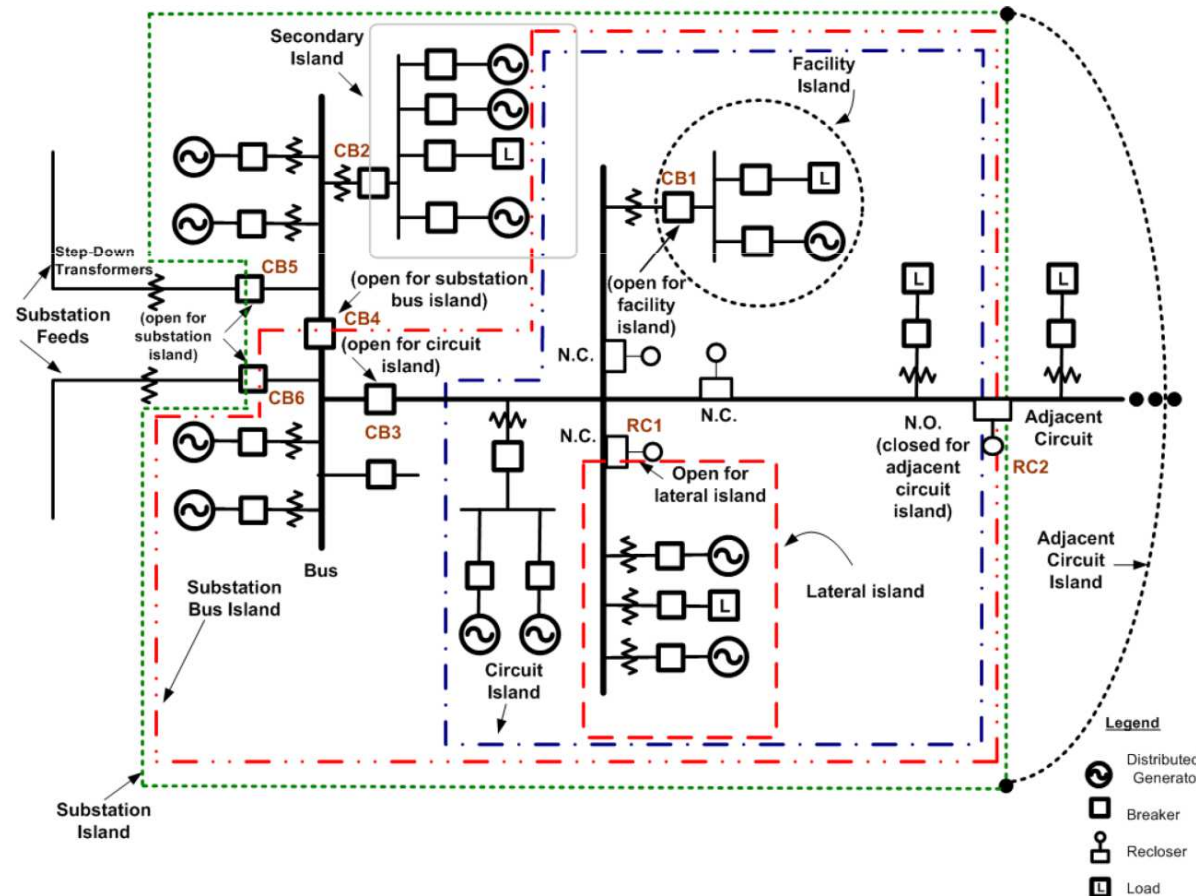 Secondary
Island
Facility
Island
CB2
CB1
L
L
Step-Down
Transformers
CB5
(open for substation
bus island)
(open for
facility
island)
L
L
Substation
Feeds
(open for
substation
island)
CB4
(open for circuit
island)
N.C.
CB6
CB3
N.C.
RC1
N.C.
N.O.
(closed for
adjacent
circuit
island)
Adjacent
Circuit
RC2
Open for
lateral island
Bus
Adjacent
Circuit
Island
Substation
Bus Island
Lateral island
L
Circuit
Island
Substation
Island
Legend
Distributed
Generato
Breaker
Recloser
L
Load